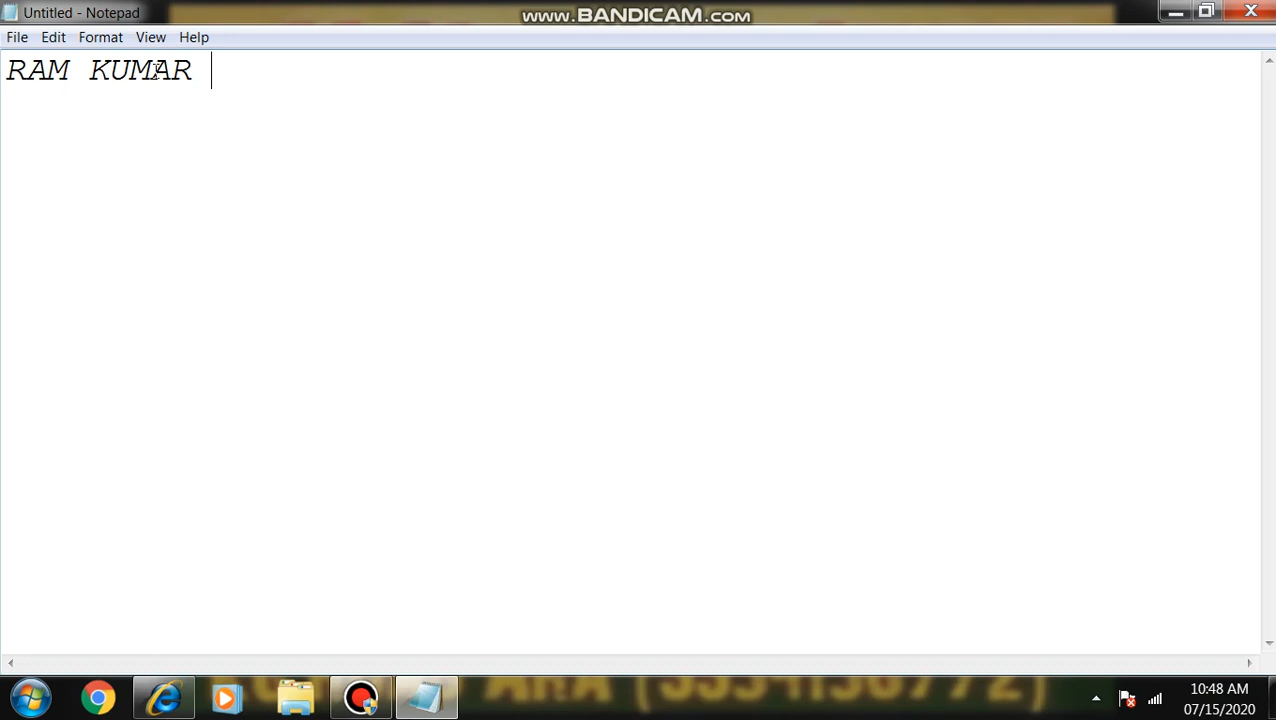 Untitled - Notepad
www.BANDICAM.com
File Edit Format View Help
RAM KUMAR
10:48 AM
07/15/2020